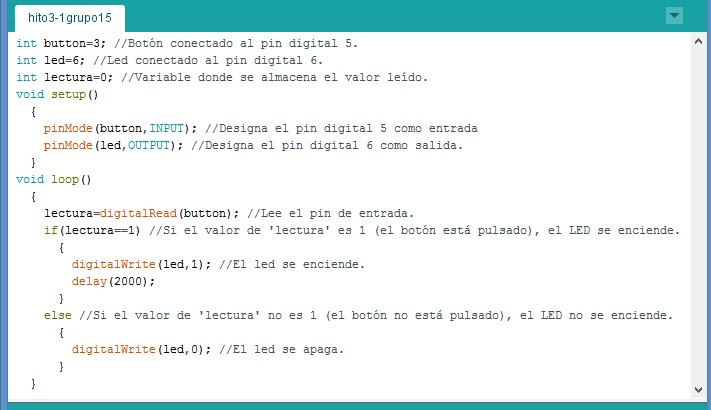 hito3-1grupo15
int button=3; //Botón conectado al pin digital 5.
int led=6; //Led conectado al pin digital 6.
int lectura=0; //Variable donde se almacena el valor leído.
void setup()
{
pinMode(button,INPUT); //Designa el pin digital 5 como entrada
pinMode(led,OUTPUT); //Designa el pin digital 6 como salida.
}
void loop()
{
lectura=digitalRead(button); //Lee el pin de entrada.
if(lectura==1) //Si el valor de 'lectura' es 1 (el botón está pulsado), el LED se enciende.
{
digitalWrite(led,1); //El led se enciende.
delay(2000);
}
else //Si el valor de 'lectura' no es 1 (el botón no está pulsado), el LED no se enciende.
{
digitalWrite(led,0); //El led se apaga.
}
}